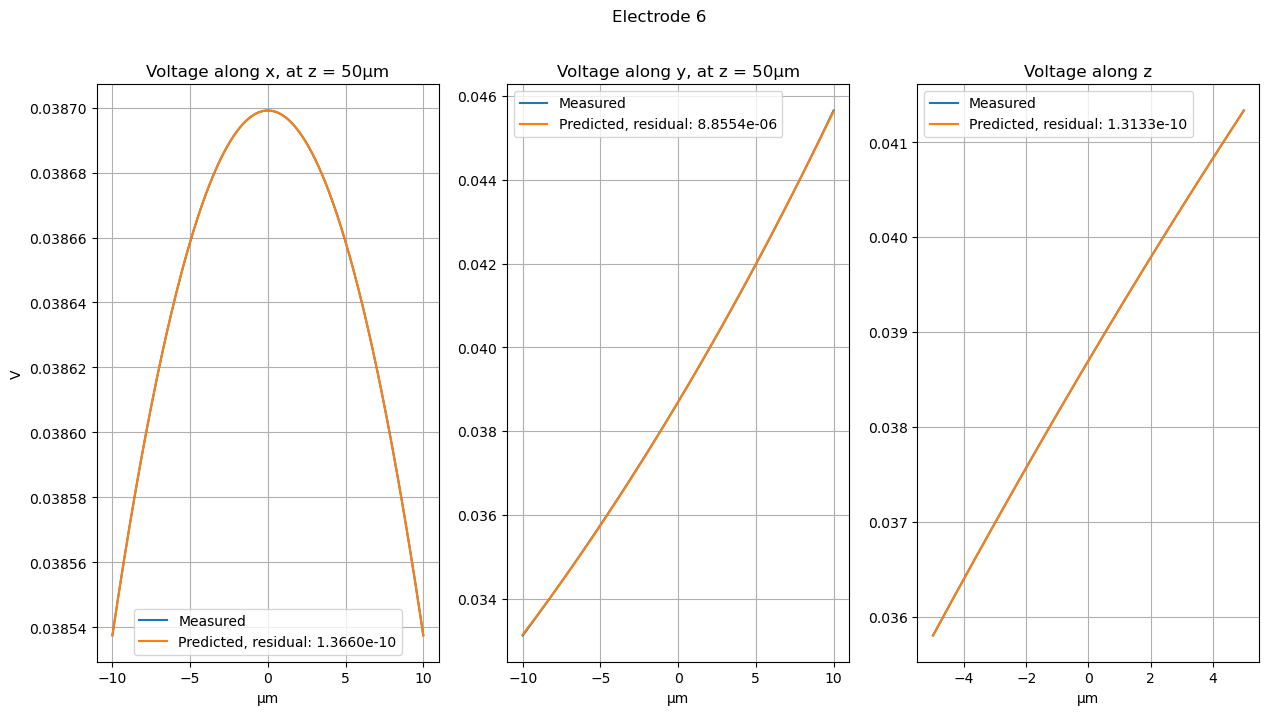 Electrode 6
Voltage along x, at z = 50μm
0.03870
0.03868
0.03866
0.03864
0.03862
0.03860
0.03858
0.03856
0.03854
V
Measured
Predicted, residual: 1.3660e-10
−10
−5
0
5
10
μm
Voltage along y, at z = 50μm
Measured
Predicted, residual: 8.8554e-06
0.046
0.044
0.042
0.040
0.038
0.036
0.034
−10
−5
0
5
10
μm
Voltage along z
Measured
Predicted, residual: 1.3133e-10
0.041
0.040
0.039
0.038
0.037
0.036
−4
−2
0
2
4
μm